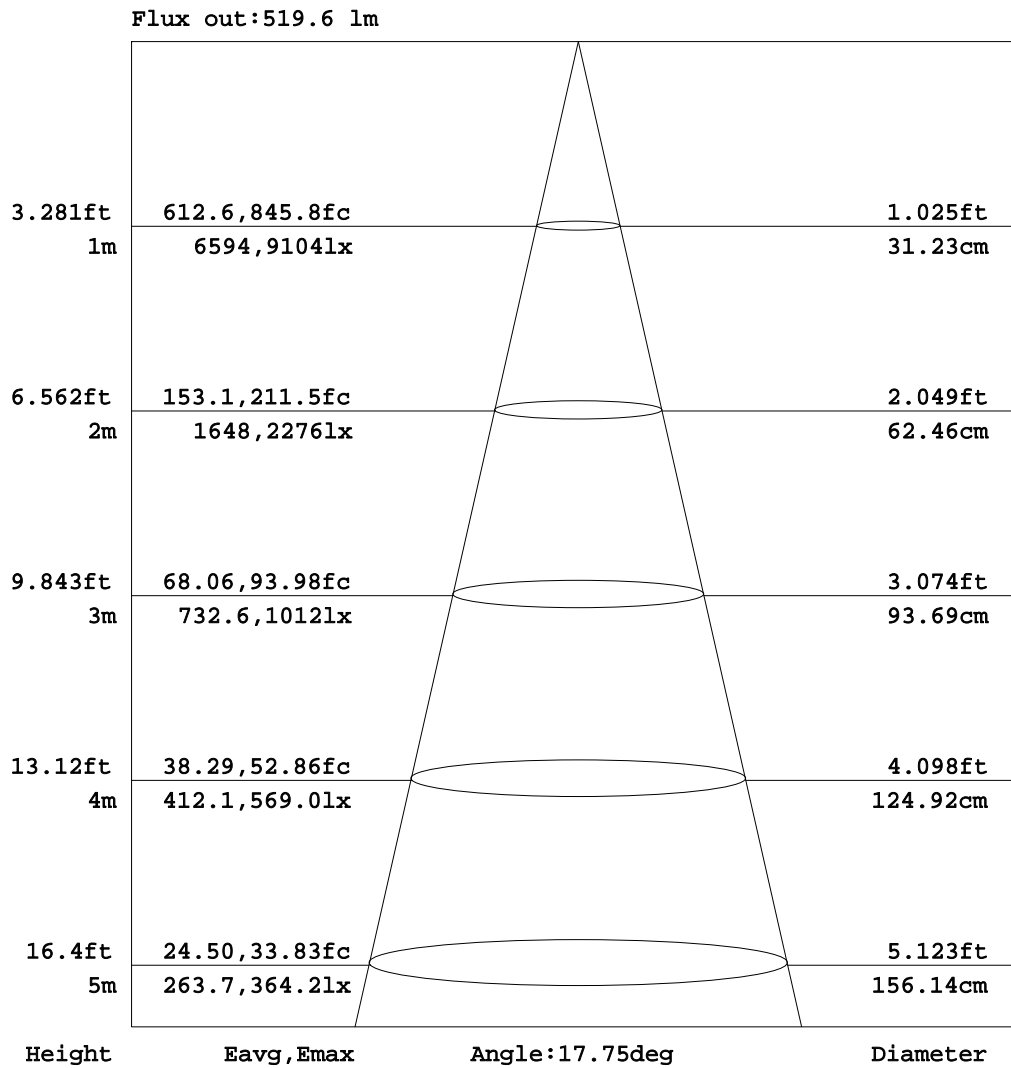 Flux out:519.6 lm
3.281ft 612.6,845.8fc 1.025ft
1m 6594,9104lx 31.23cm
6.562ft 153.1,211.5fc 2.049ft
2m 1648,2276lx 62.46cm
9.843ft 68.06,93.98fc 3.074ft
3m 732.6,1012lx 93.69cm
13.12ft 38.29,52.86fc 4.098ft
4m 412.1,569.0lx 124.92cm
16.4ft 24.50,33.83fc 5.123ft
5m 263.7,364.2lx 156.14cm
Height Eavg,Emax Angle:17.75deg Diameter